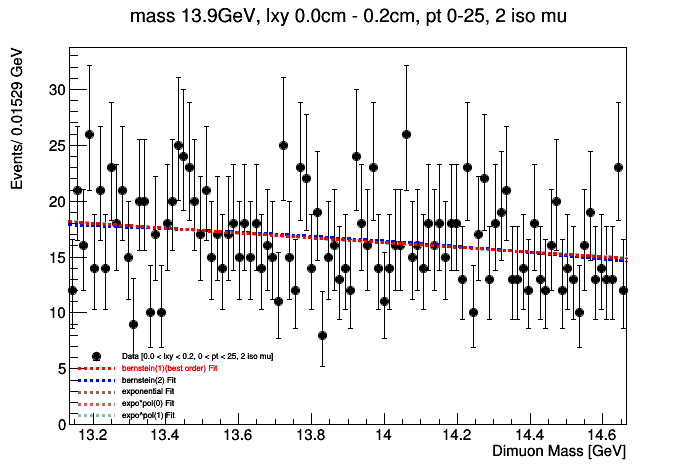 mass 13.9GeV, lxy 0.0cm - 0.2cm, pt 0-25, 2 iso mu
Events/ 0.01529 GeV
30
25
20
15
10
5
0
Data [0.0 < lxy < 0.2, 0 < pt < 25, 2 iso mu]
bernstein(1)(best order) Fit
bernstein(2) Fit
exponential Fit
expo*pol(0) Fit
expo*pol(1) Fit
13.2 13.4 13.6 13.8 14 14.2 14.4 14.6
Dimuon Mass [GeV]